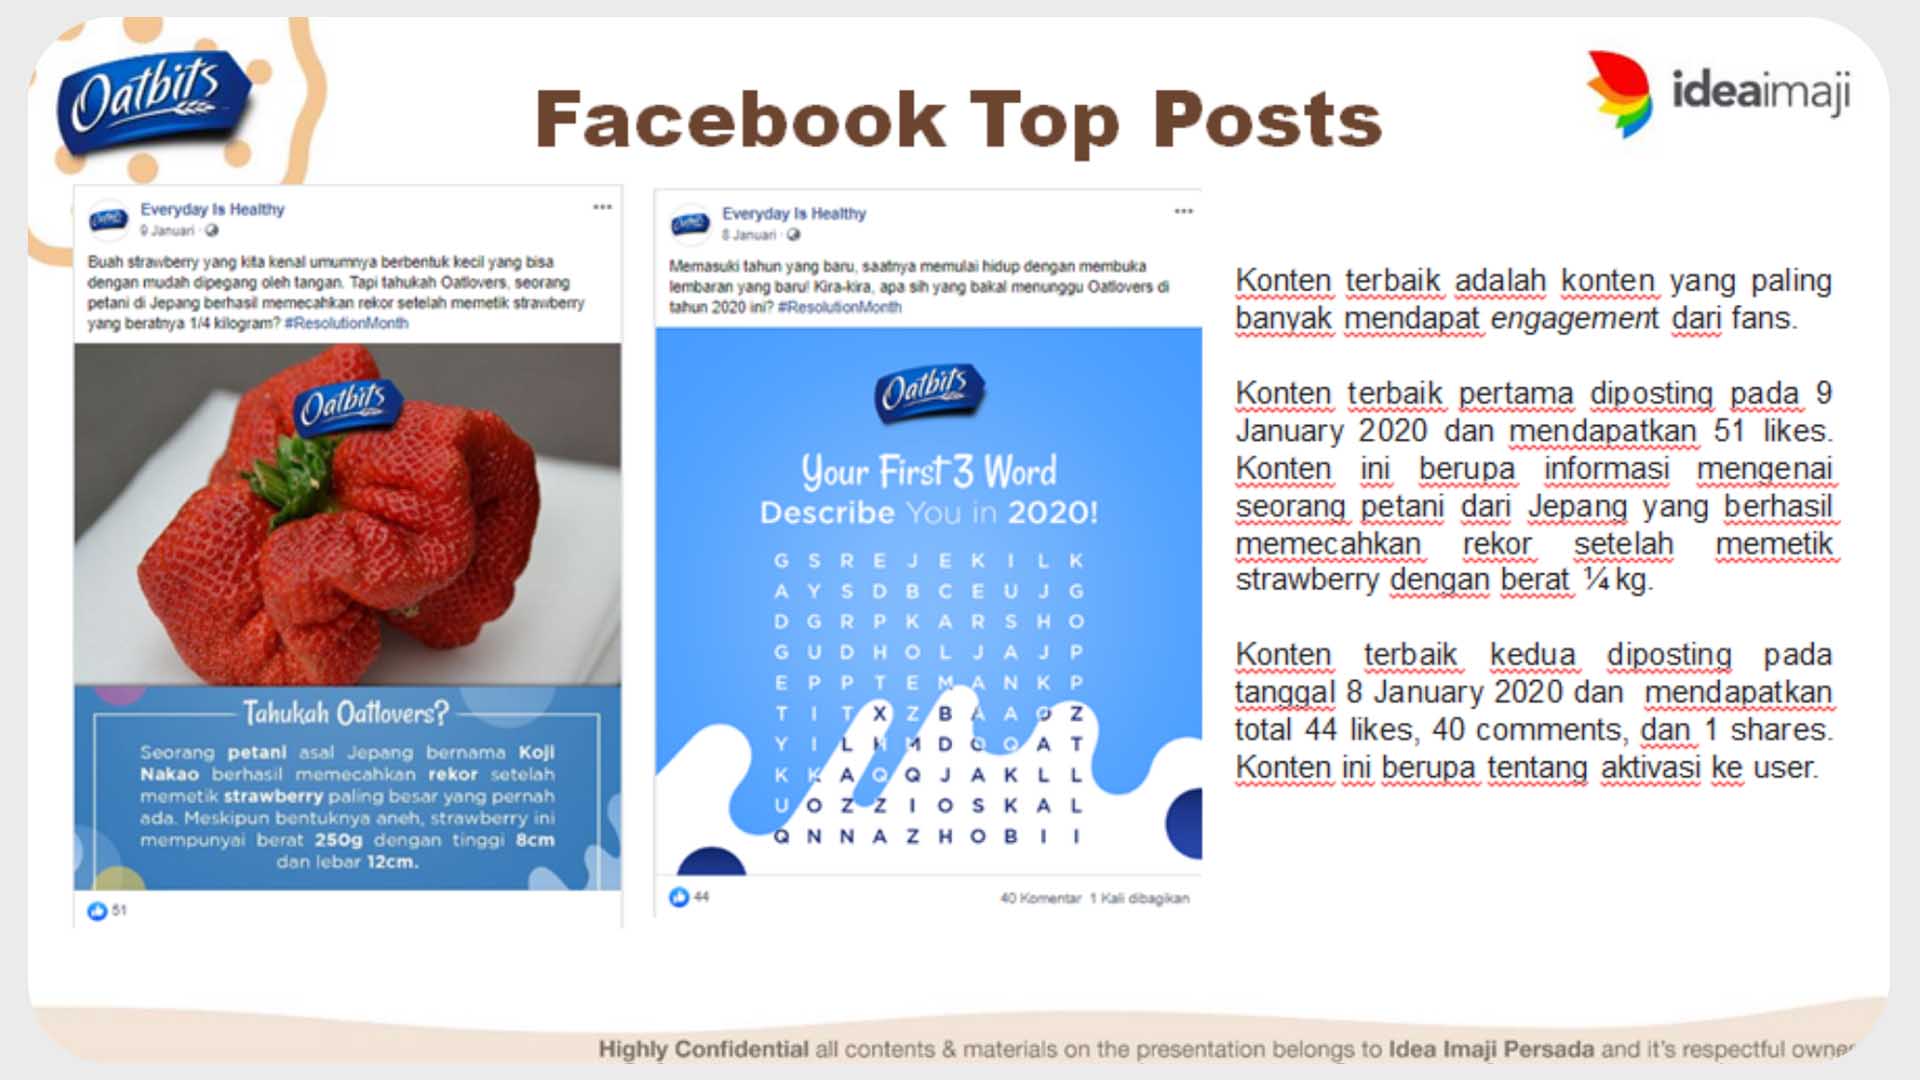 Oatbits
Facebook Top Posts
ideaimaji
Everyday Is Healthy
9 Januari ·
Buah strawberry yang kita kenal umumnya berbentuk kecil yang bisa
dengan mudah dipegang oleh tangan. Tapi tahukah Oatlovers, seorang
petani di Jepang berhasil memecahkan rekor setelah memetik strawberry
yang beratnya 1/4 kilogram? #ResolutionMonth
Oatbits
Tahukah Oatlovers?
Seorang petani asal Jepang bernama Koji
Nakao berhasil memecahkan rekor setelah
memetik strawberry paling besar yang pernah
ada. Meskipun bentuknya aneh, strawberry ini
mempunyai berat 250g dengan tinggi 8cm
dan lebar 12cm.
51
Everyday Is Healthy
8 Januari ·
Memasuki tahun yang baru, saatnya memulai hidup dengan membuka
lembaran yang baru! Kira-kira, apa sih yang bakal menunggu Oatlovers di
tahun 2020 ini? #ResolutionMonth
Oatbits
Your First 3 Word
Describe You in 2020!
G S R E J E K I L K
A Y S D B C E U J G
D G R P K A R S H O
G U D H O L J A J P
E P P T E M A N K P
T I T X Z B A A O Z
Y I L H M D O Q A T
K K A Q Q J A K L L
U O Z Z I O S K A L
Q N N A Z H O B I I
44
40 Komentar 1 Kali dibagikan
Konten terbaik adalah konten yang paling
banyak mendapat engagement dari fans.
Konten terbaik pertama diposting pada 9
January 2020 dan mendapatkan 51 likes.
Konten ini berupa informasi mengenai
seorang petani dari Jepang yang berhasil
memecahkan rekor setelah memetik
strawberry dengan berat ¼ kg.
Konten terbaik kedua diposting pada
tanggal 8 January 2020 dan mendapatkan
total 44 likes, 40 comments, dan 1 shares.
Konten ini berupa tentang aktivasi ke user.
Highly Confidential all contents & materials on the presentation belongs to Idea Imaji Persada and it's respectful owner